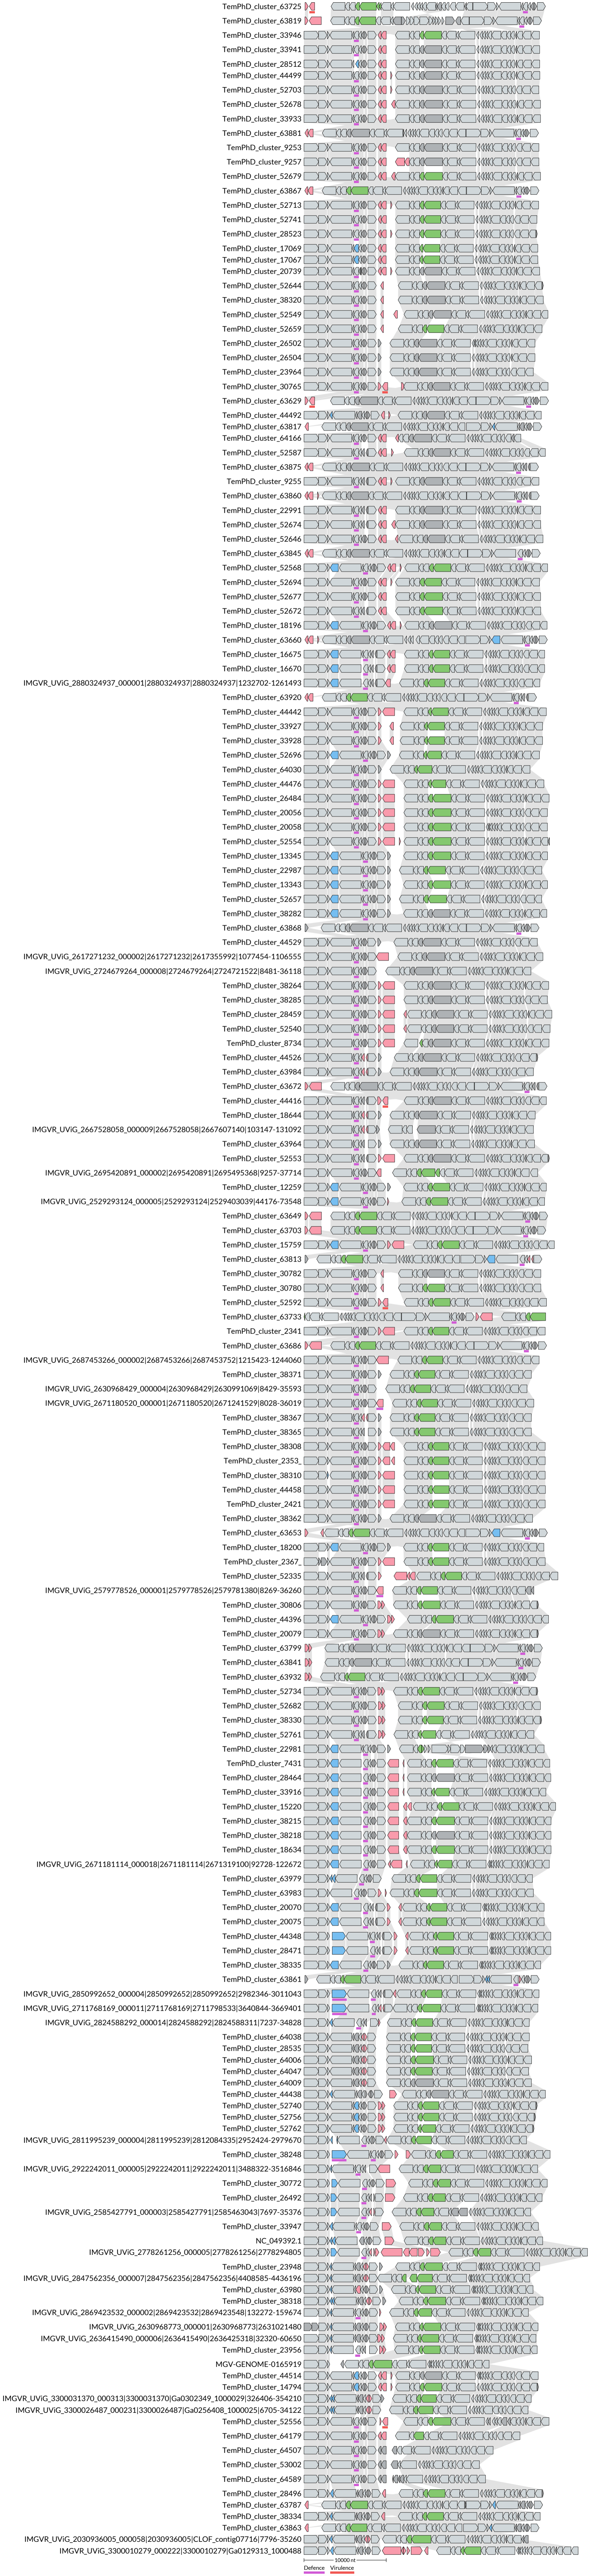 TemPhD_cluster_63725
TemPhD_cluster_63819
TemPhD_cluster_33946
TemPhD_cluster_33941
TemPhD_cluster_28512
TemPhD_cluster_44499
TemPhD_cluster_52703
TemPhD_cluster_52678
TemPhD_cluster_33933
TemPhD_cluster_63881
TemPhD_cluster_9253
TemPhD_cluster_9257
TemPhD_cluster_52679
TemPhD_cluster_63867
TemPhD_cluster_52713
TemPhD_cluster_52741
TemPhD_cluster_28523
TemPhD_cluster_17069
TemPhD_cluster_17067
TemPhD_cluster_20739
TemPhD_cluster_52644
TemPhD_cluster_38320
TemPhD_cluster_52549
TemPhD_cluster_52659
TemPhD_cluster_26502
TemPhD_cluster_26504
TemPhD_cluster_23964
TemPhD_cluster_30765
TemPhD_cluster_63629
TemPhD_cluster_44492
TemPhD_cluster_63817
TemPhD_cluster_64166
TemPhD_cluster_52587
TemPhD_cluster_63875
TemPhD_cluster_9255
TemPhD_cluster_63860
TemPhD_cluster_22991
TemPhD_cluster_52674
TemPhD_cluster_52646
TemPhD_cluster_63845
TemPhD_cluster_52568
TemPhD_cluster_52694
TemPhD_cluster_52677
TemPhD_cluster_52672
TemPhD_cluster_18196
TemPhD_cluster_63660
TemPhD_cluster_16675
TemPhD_cluster_16670
IMGVR_UViG_2880324937_000001|2880324937|2880324937|1232702-1261493
TemPhD_cluster_63920
TemPhD_cluster_44442
TemPhD_cluster_33927
TemPhD_cluster_33928
TemPhD_cluster_52696
TemPhD_cluster_64030
TemPhD_cluster_44476
TemPhD_cluster_26484
TemPhD_cluster_20056
TemPhD_cluster_20058
TemPhD_cluster_52554
TemPhD_cluster_13345
TemPhD_cluster_22987
TemPhD_cluster_13343
TemPhD_cluster_52657
TemPhD_cluster_38282
TemPhD_cluster_63868
TemPhD_cluster_44529
IMGVR_UViG_2617271232_000002|2617271232|2617355992|1077454-1106555
IMGVR_UViG_2724679264_000008|2724679264|2724721522|8481-36118
TemPhD_cluster_38264
TemPhD_cluster_38285
TemPhD_cluster_28459
TemPhD_cluster_52540
TemPhD_cluster_8734
TemPhD_cluster_44526
TemPhD_cluster_63984
TemPhD_cluster_63672
TemPhD_cluster_44416
TemPhD_cluster_18644
IMGVR_UViG_2667528058_000009|2667528058|2667607140|103147-131092
TemPhD_cluster_63964
TemPhD_cluster_52553
IMGVR_UViG_2695420891_000002|2695420891|2695495368|9257-37714
TemPhD_cluster_12259
IMGVR_UViG_2529293124_000005|2529293124|2529403039|44176-73548
TemPhD_cluster_63649
TemPhD_cluster_63703
TemPhD_cluster_15759
TemPhD_cluster_63813
TemPhD_cluster_30782
TemPhD_cluster_30780
TemPhD_cluster_52592
TemPhD_cluster_63733
TemPhD_cluster_2341
TemPhD_cluster_63686
IMGVR_UViG_2687453266_000002|2687453266|2687453752|1215423-1244060
TemPhD_cluster_38371
IMGVR_UViG_2630968429_000004|2630968429|2630991069|8429-35593
IMGVR_UViG_2671180520_000001|2671180520|2671241529|8028-36019
TemPhD_cluster_38367
TemPhD_cluster_38365
TemPhD_cluster_38308
TemPhD_cluster_2353_
TemPhD_cluster_38310
TemPhD_cluster_44458
TemPhD_cluster_2421
TemPhD_cluster_38362
TemPhD_cluster_63653
TemPhD_cluster_18200
TemPhD_cluster_2367_
TemPhD_cluster_52335
IMGVR_UViG_2579778526_000001|2579778526|2579781380|8269-36260
TemPhD_cluster_30806
TemPhD_cluster_44396
TemPhD_cluster_20079
TemPhD_cluster_63799
TemPhD_cluster_63841
TemPhD_cluster_63932
TemPhD_cluster_52734
TemPhD_cluster_52682
TemPhD_cluster_38330
TemPhD_cluster_52761
TemPhD_cluster_22981
TemPhD_cluster_7431
TemPhD_cluster_28464
TemPhD_cluster_33916
TemPhD_cluster_15220
TemPhD_cluster_38215
TemPhD_cluster_38218
TemPhD_cluster_18634
IMGVR_UViG_2671181114_000018|2671181114|2671319100|92728-122672
TemPhD_cluster_63979
TemPhD_cluster_63983
TemPhD_cluster_20070
TemPhD_cluster_20075
TemPhD_cluster_44348
TemPhD_cluster_28471
TemPhD_cluster_38335
TemPhD_cluster_63861
IMGVR_UViG_2850992652_000004|2850992652|2850992652|2982346-3011043
IMGVR_UViG_2711768169_000011|2711768169|2711798533|3640844-3669401
IMGVR_UViG_2824588292_000014|2824588292|2824588311|7237-34828
TemPhD_cluster_64038
TemPhD_cluster_28535
TemPhD_cluster_64006
TemPhD_cluster_64047
TemPhD_cluster_64009
TemPhD_cluster_44438
TemPhD_cluster_52740
TemPhD_cluster_52756
TemPhD_cluster_52762
IMGVR_UViG_2811995239_000004|2811995239|2812084335|2952424-2979670
TemPhD_cluster_38248
IMGVR_UViG_2922242011_000005|2922242011|2922242011|3488322-3516846
TemPhD_cluster_30772
TemPhD_cluster_26492
IMGVR_UViG_2585427791_000003|2585427791|2585463043|7697-35376
TemPhD_cluster_33947
NC_049392.1
IMGVR_UViG_2778261256_000005|2778261256|2778294805
TemPhD_cluster_23948
IMGVR_UViG_2847562356_000007|2847562356|2847562356|4408585-4436196
TemPhD_cluster_63980
TemPhD_cluster_38318
IMGVR_UViG_2869423532_000002|2869423532|2869423548|132272-159674
IMGVR_UViG_2630968773_000001|2630968773|2631021480
IMGVR_UViG_2636415490_000006|2636415490|2636425318|32320-60650
TemPhD_cluster_23956
MGV-GENOME-0165919
TemPhD_cluster_44514
TemPhD_cluster_14794
IMGVR_UViG_3300031370_000313|3300031370|Ga0302349_1000029|326406-354210
IMGVR_UViG_3300026487_000231|3300026487|Ga0256408_1000025|6705-34122
TemPhD_cluster_52556
TemPhD_cluster_64179
TemPhD_cluster_64507
TemPhD_cluster_53002
TemPhD_cluster_64589
TemPhD_cluster_28496
TemPhD_cluster_63787
TemPhD_cluster_38334
TemPhD_cluster_63863
IMGVR_UViG_2030936005_000058|2030936005|CLOF_contig07716|7796-35260
IMGVR_UViG_3300010279_000222|3300010279|Ga0129313_1000488
10000 nt
Defence Virulence